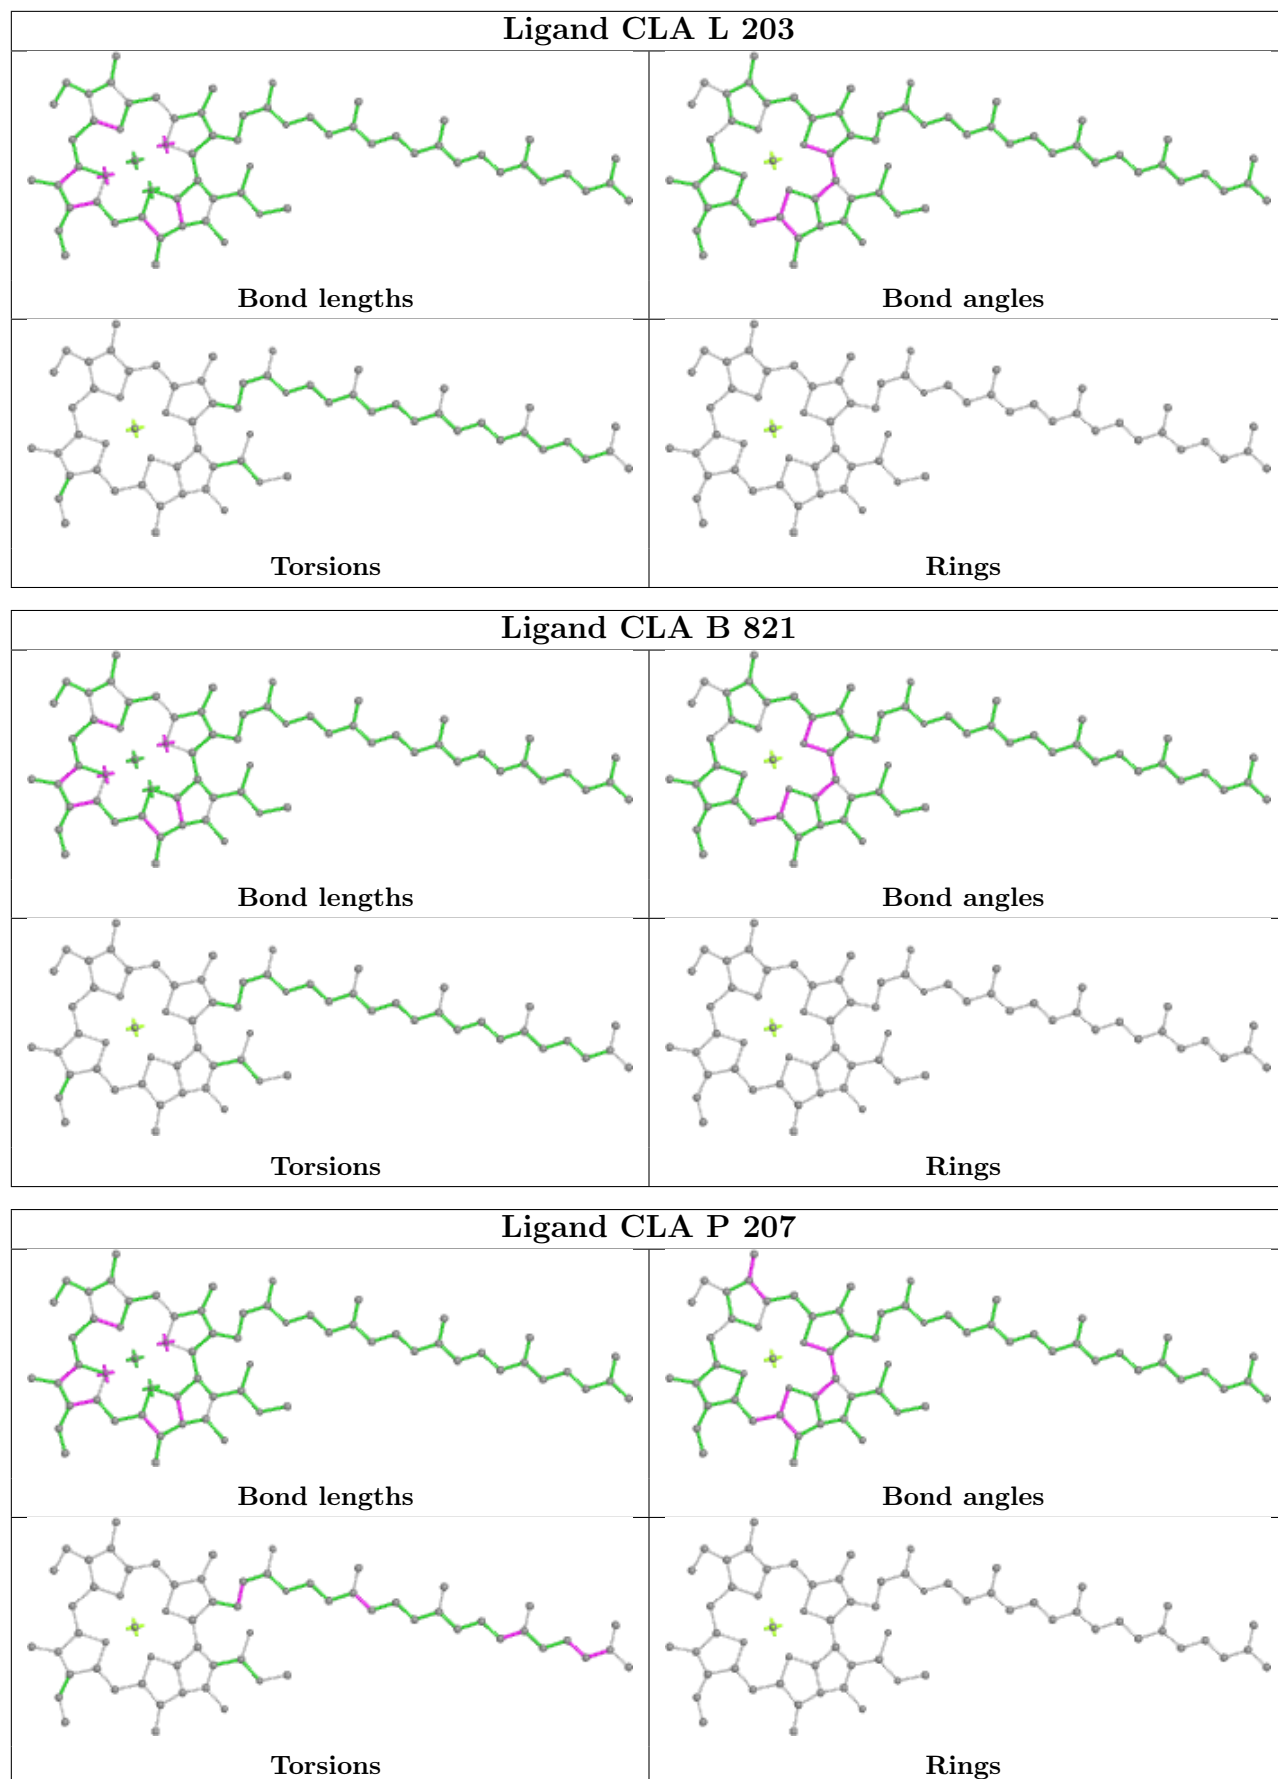 Ligand CLA L 203
Bond lengths
Bond angles
Torsions
Rings
Ligand CLA B 821
Bond lengths
Bond angles
Torsions
Rings
Ligand CLA P 207
Bond lengths
Bond angles
Torsions
Rings